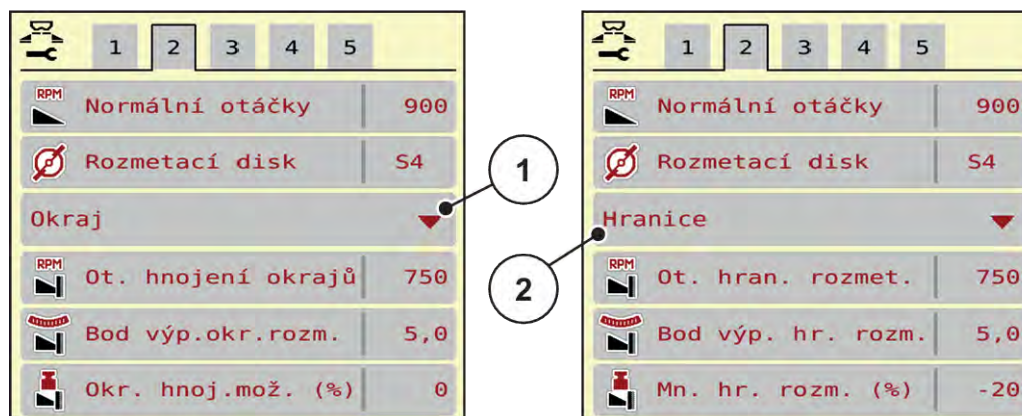 1 2 3 4 5
RPM Normální otáčky 900
Rozmetací disk S4
Okraj
RPM Ot. hnojení okrajů 750
Bod výp.okr.rozm. 5,0
Okr. hnoj.mož. (%) 0
1
2
1 2 3 4 5
RPM Normální otáčky 900
Rozmetací disk S4
Hranice
RPM Ot. hran. rozmet. 750
Bod výp. hr. rozm. 5,0
Mn. hr. rozm. (%) -20